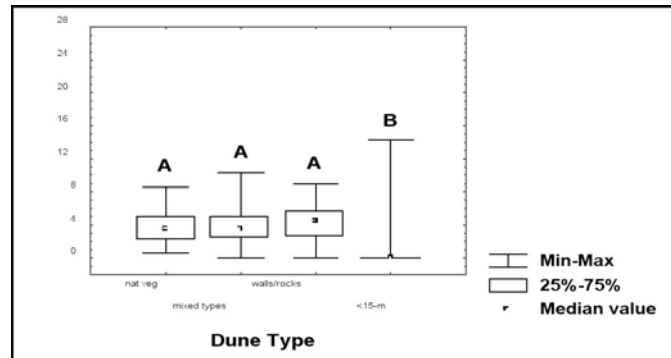 28
24
20
16
12
8
4
0
A
A
A
B
nat veg
walls/rocks
mixed types
<15-m
Dune Type
Min-Max
25%-75%
Median value